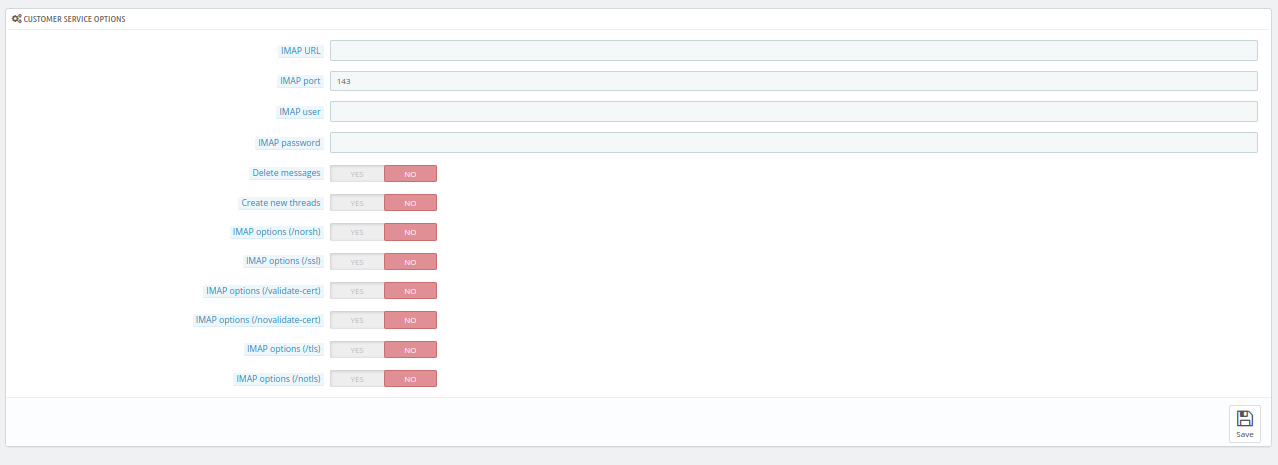 CUSTOMER SERVICE OPTIONS
IMAP URL
IMAP port 143
IMAP user
IMAP password
Delete messages YES NO
Create new threads YES NO
IMAP options (/norsh) YES NO
IMAP options (/ssl) YES NO
IMAP options (/validate-cert) YES NO
IMAP options (/novalidate-cert) YES NO
IMAP options (/tls) YES NO
IMAP options (/notls) YES NO
Save